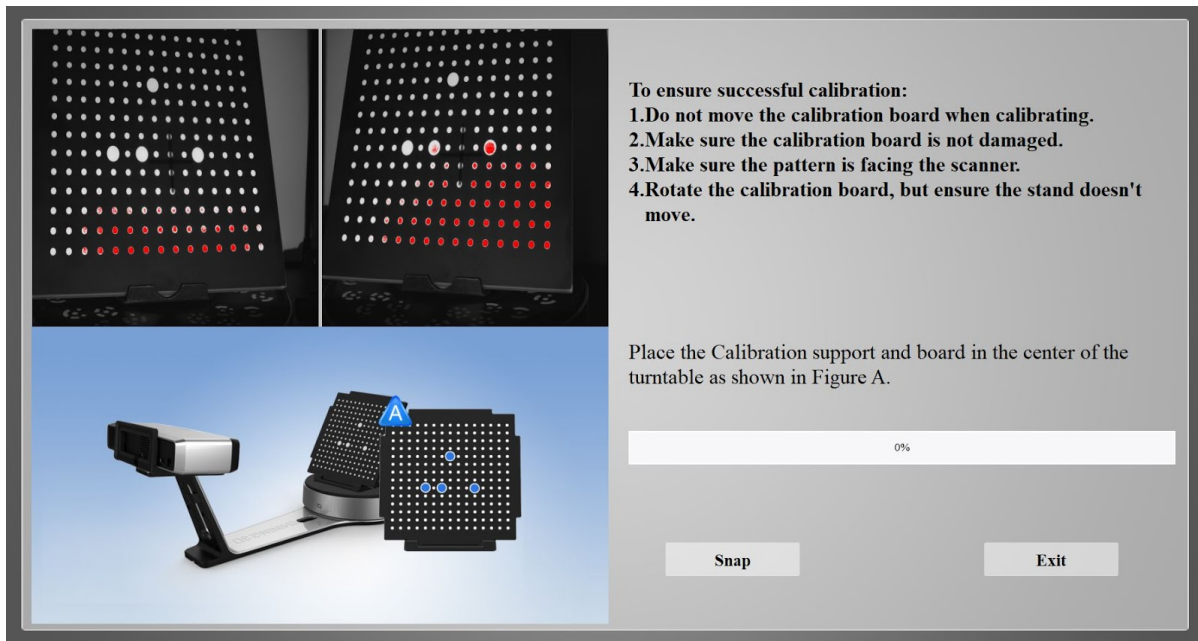 To ensure successful calibration:
1.Do not move the calibration board when calibrating.
2.Make sure the calibration board is not damaged.
3.Make sure the pattern is facing the scanner.
4.Rotate the calibration board, but ensure the stand doesn't
move.
A
Place the Calibration support and board in the center of the
turntable as shown in Figure A.
0%
Snap
Exit